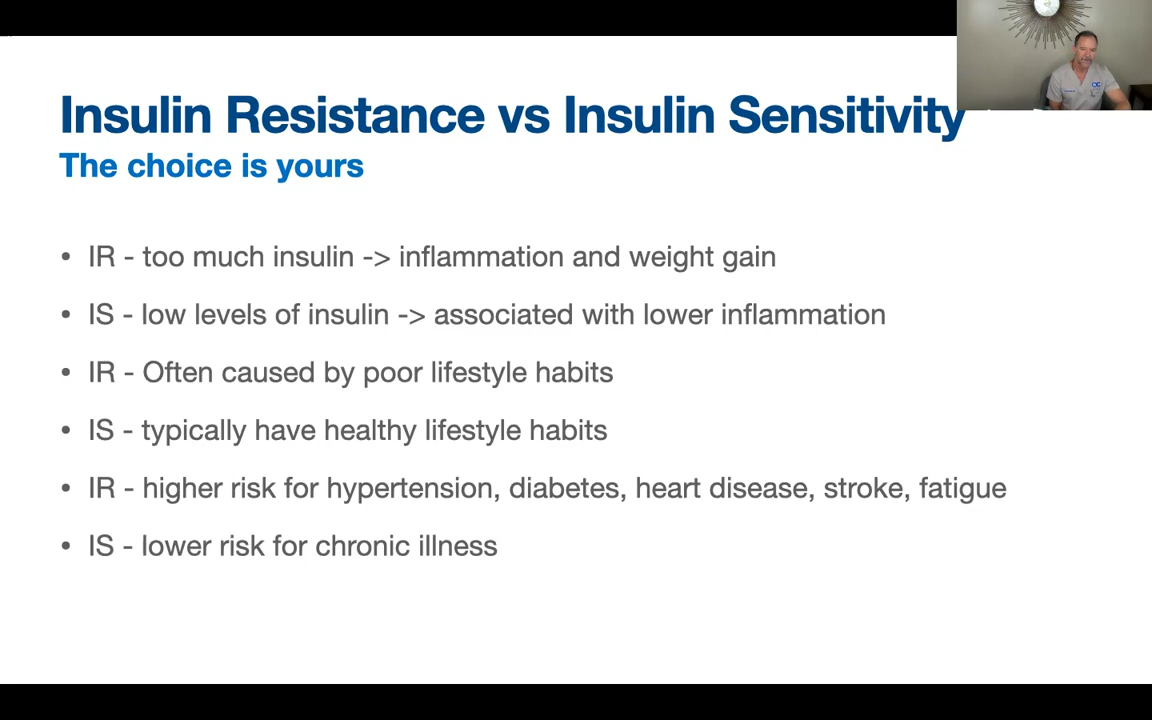 Insulin Resistance vs Insulin Sensitivity
The choice is yours
• IR - too much insulin -> inflammation and weight gain
• IS - low levels of insulin -> associated with lower inflammation
• IR - Often caused by poor lifestyle habits
• IS - typically have healthy lifestyle habits
• IR - higher risk for hypertension, diabetes, heart disease, stroke, fatigue
• IS - lower risk for chronic illness